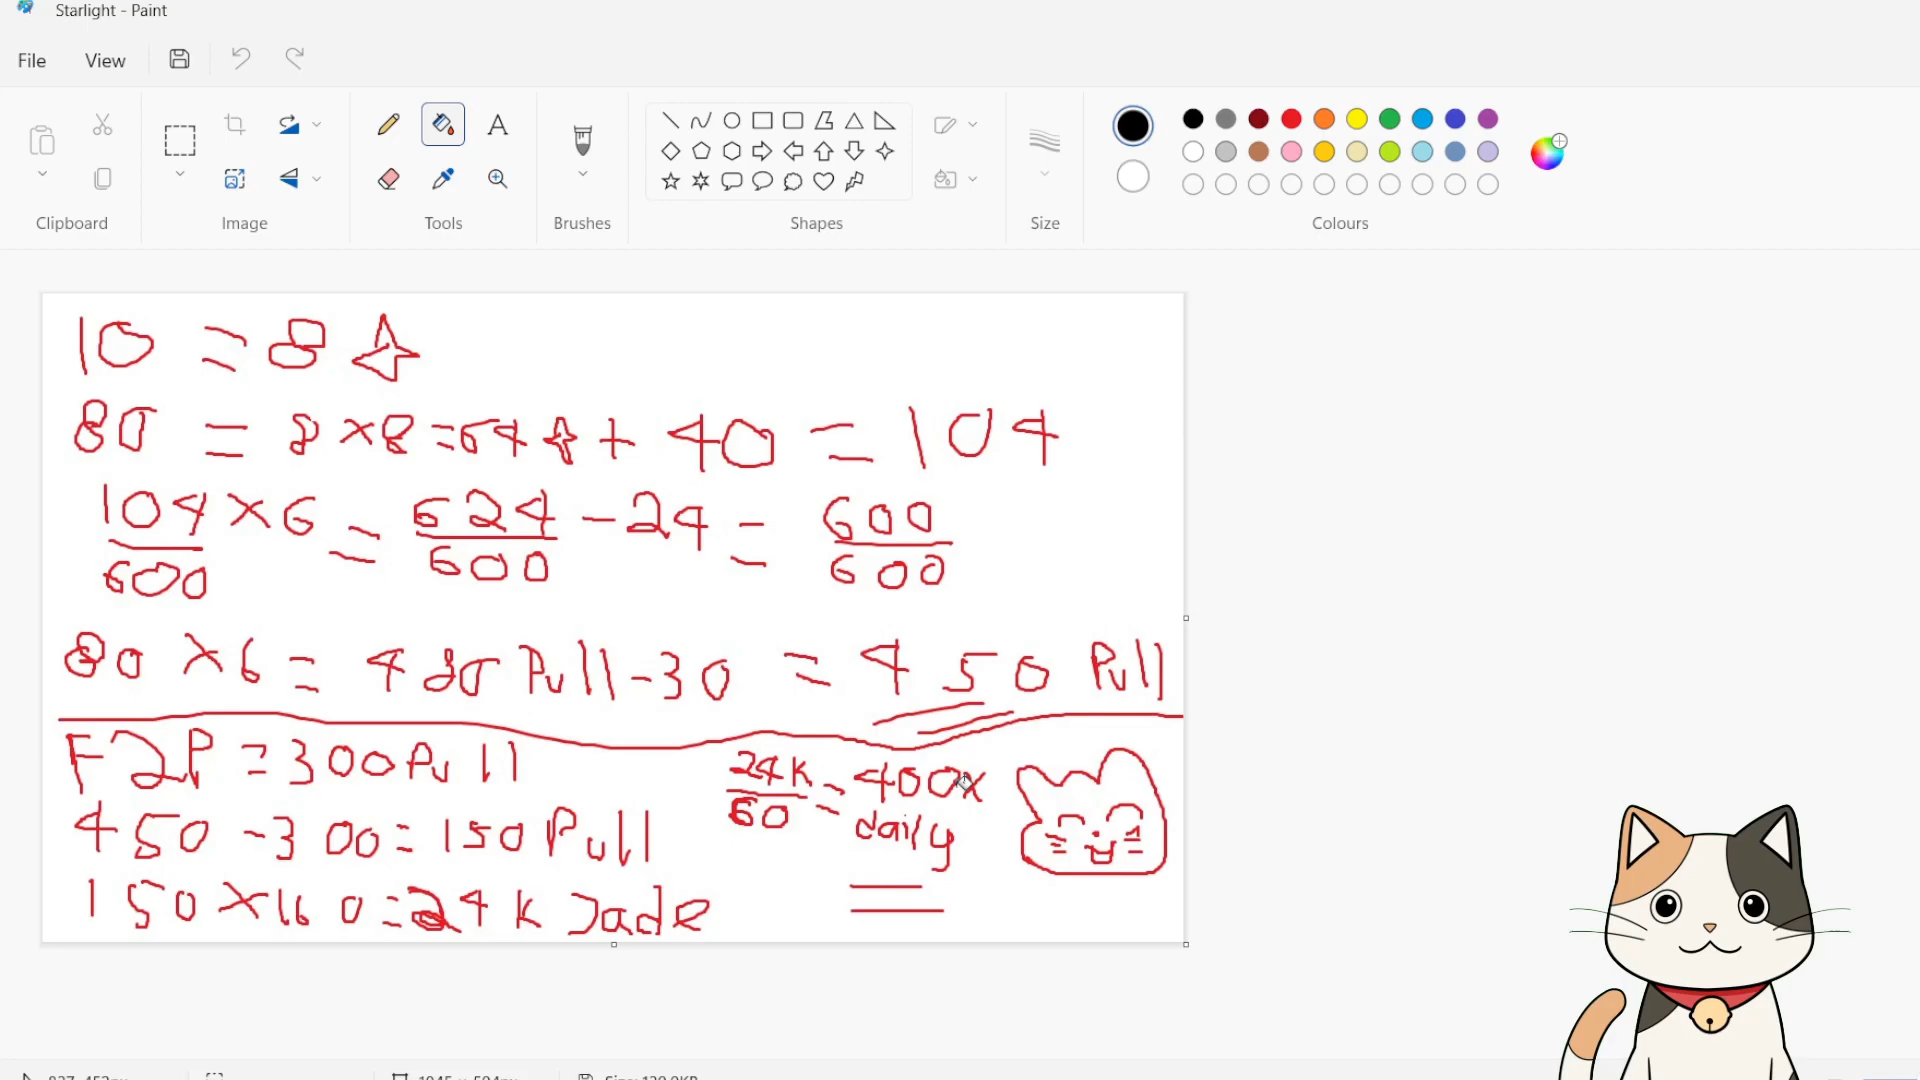 Starlight - Paint
File View
Clipboard Image Tools Brushes Shapes Size Colours
10 = 8
80 = 8 × 8 = 64 + 40 = 104
104 × 6 = 624 - 24 = 600
600 600 600
80 × 6 = 480 Pull - 30 = 450 Pull
F2P = 300 Pull
24K = 400x
60 daily
450 - 300 = 150 Pull
150 × 160 = 24K Jade